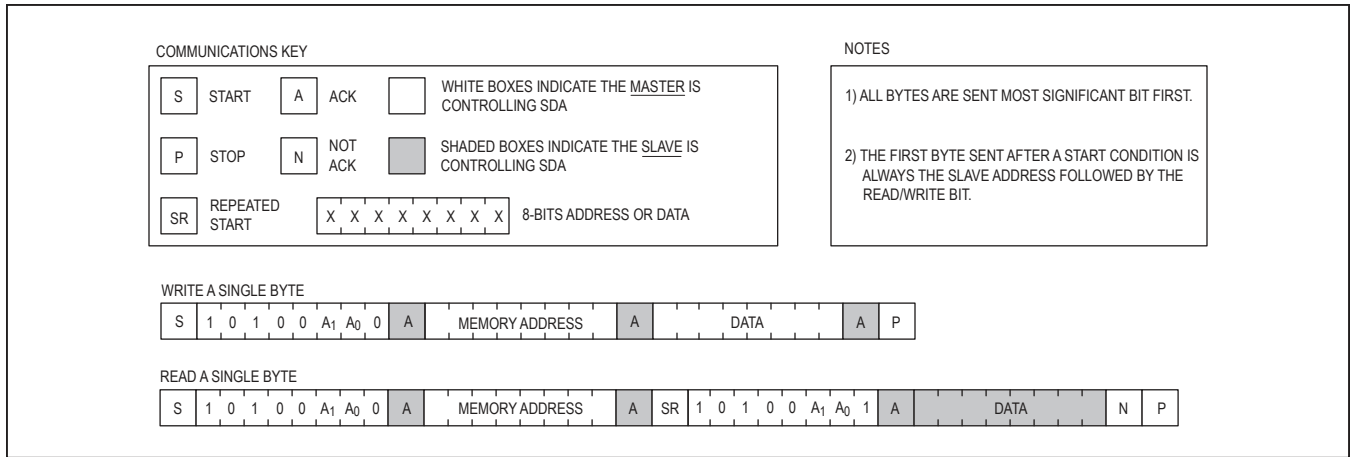 COMMUNICATIONS KEY
S START A ACK WHITE BOXES INDICATE THE MASTER IS
CONTROLLING SDA
P STOP N NOT
ACK
SHADED BOXES INDICATE THE SLAVE IS
CONTROLLING SDA
SR REPEATED
START
X X X X X X X X 8-BITS ADDRESS OR DATA
NOTES
1) ALL BYTES ARE SENT MOST SIGNIFICANT BIT FIRST.
2) THE FIRST BYTE SENT AFTER A START CONDITION IS
ALWAYS THE SLAVE ADDRESS FOLLOWED BY THE
READ/WRITE BIT.
WRITE A SINGLE BYTE
S 1 0 1 0 0 A1 A0 0 A MEMORY ADDRESS A DATA A P
READ A SINGLE BYTE
S 1 0 1 0 0 A1 A0 0 A MEMORY ADDRESS A SR 1 0 1 0 0 A1 A0 1 A DATA N P